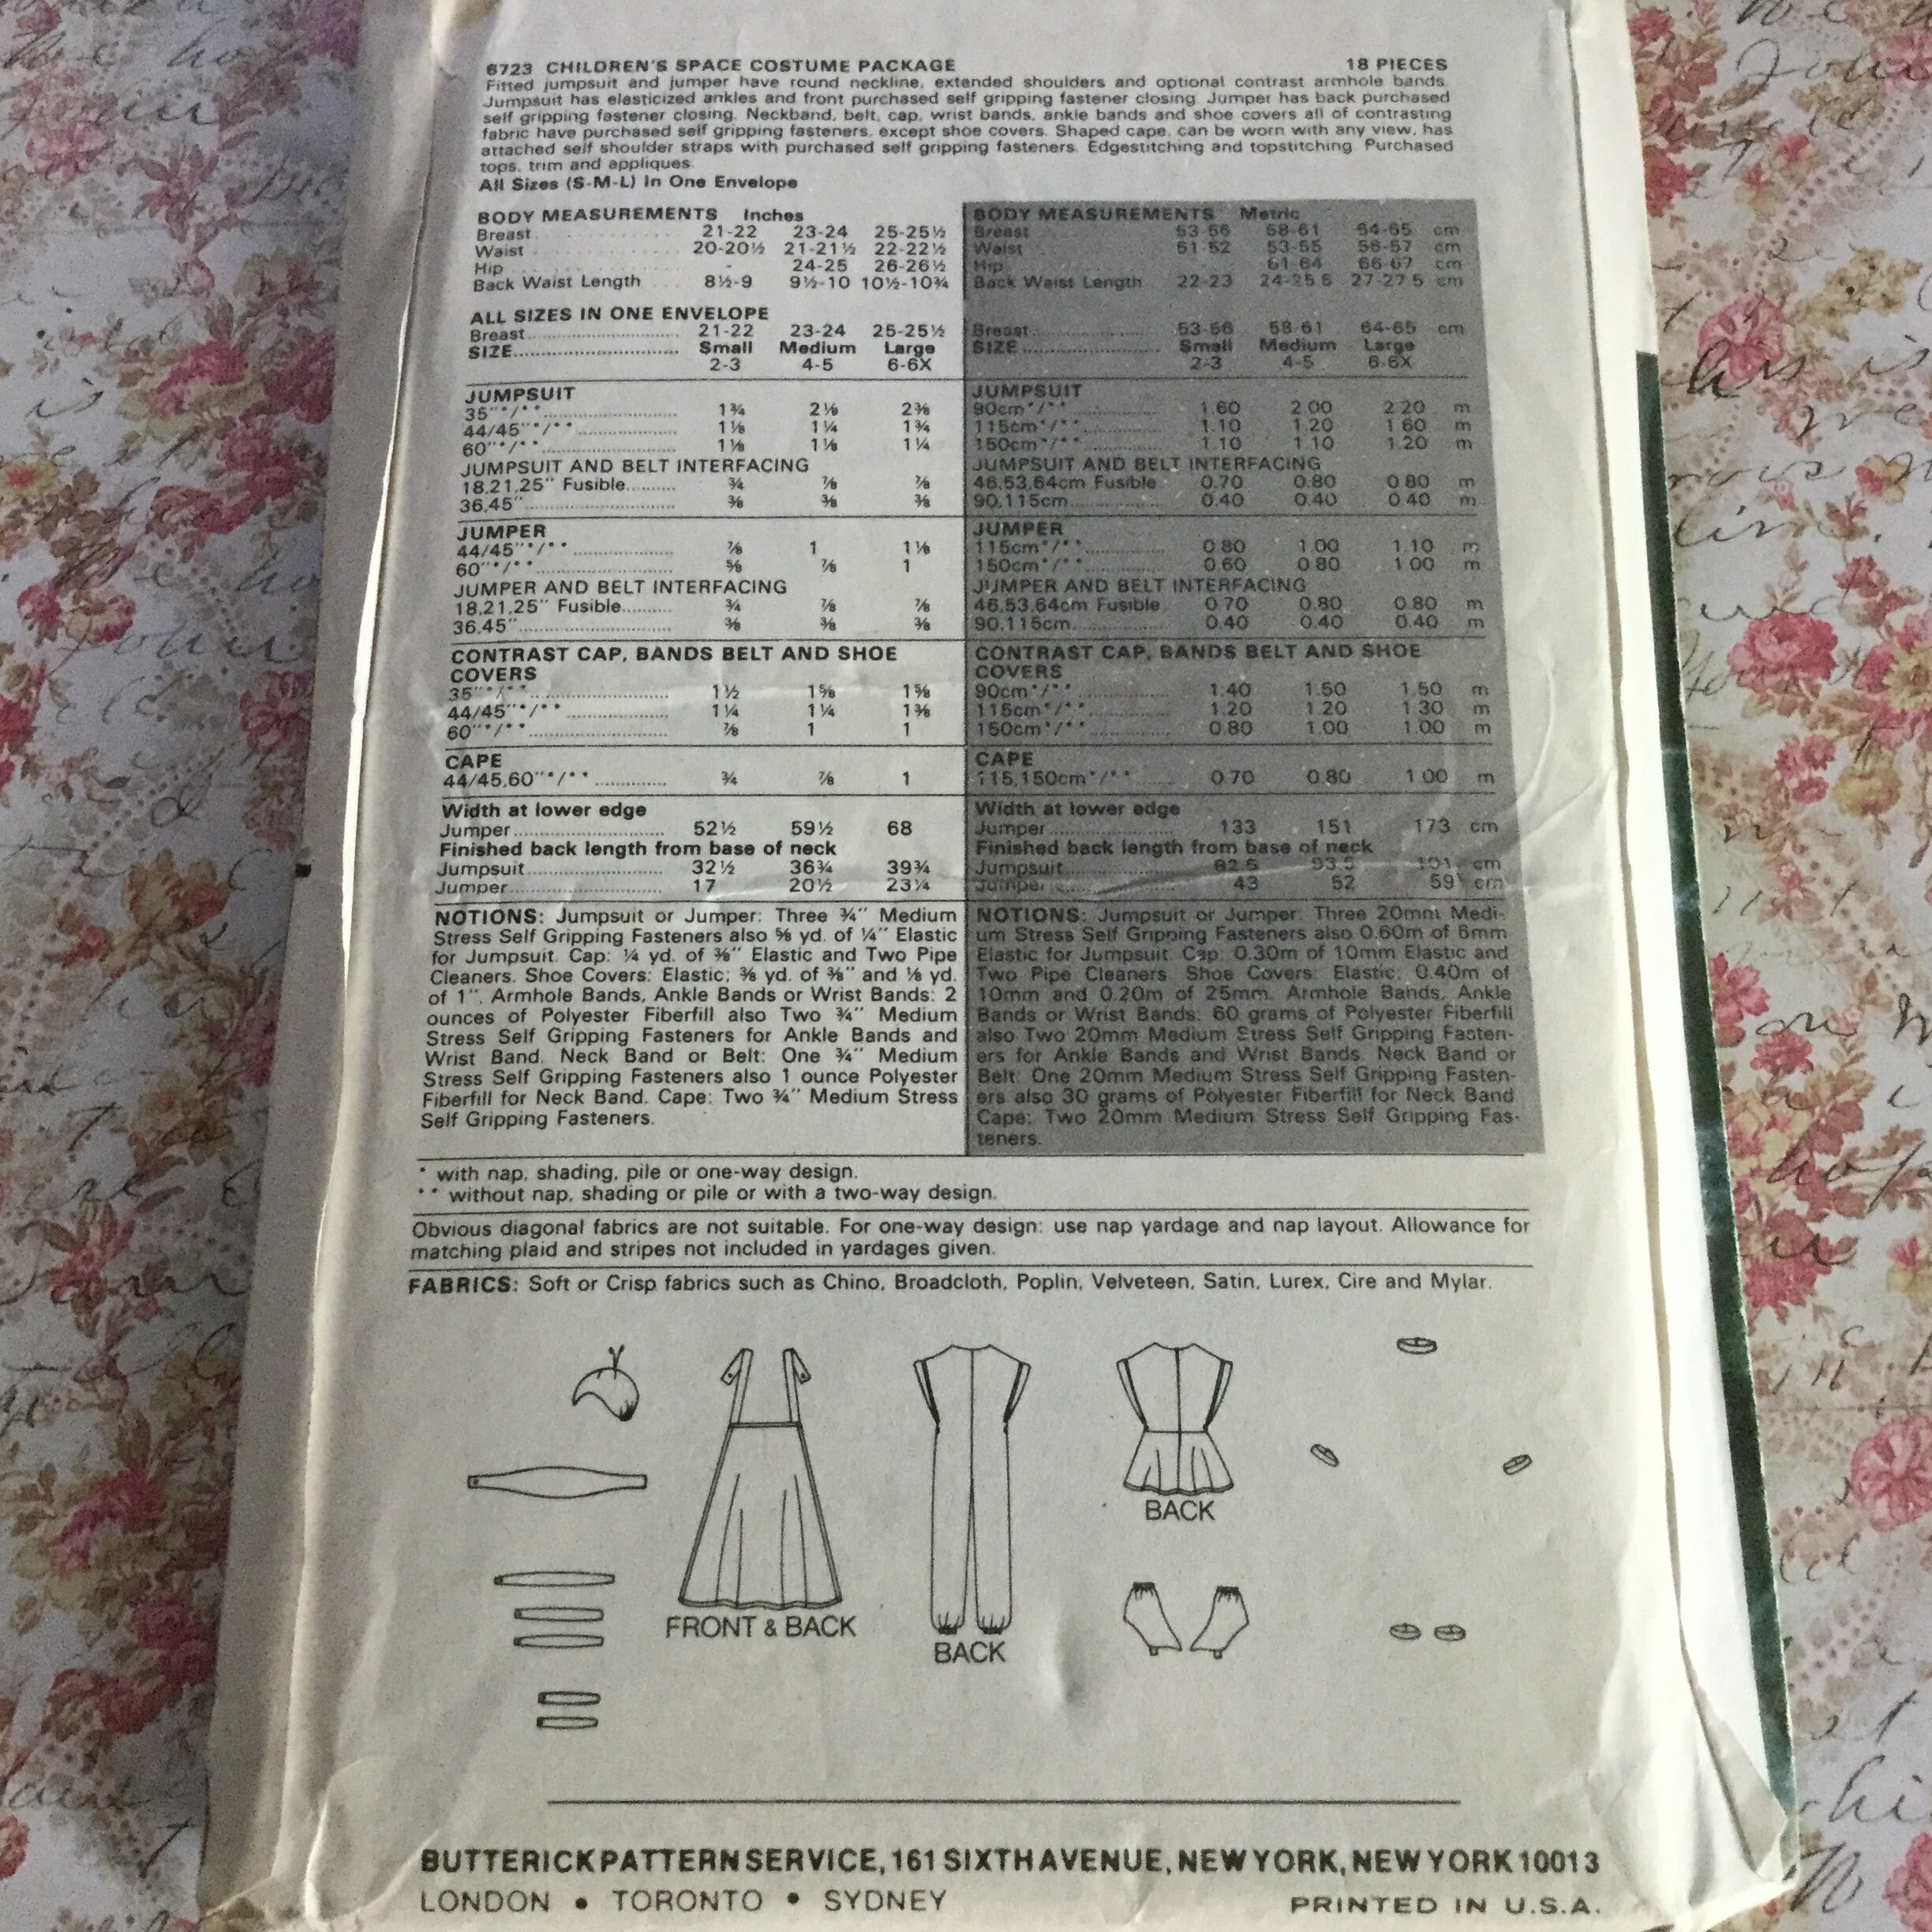 6723 CHILDREN'S SPACE COSTUME PACKAGE 18 PIECES
Fitted jumpsuit and jumper have round neckline, extended shoulders and optional contrast armhole bands.
Jumpsuit has elasticized ankles and front purchased self gripping fastener closing. Jumper has back purchased
self gripping fastener closing. Neckband, belt, cap, wrist bands, ankle bands and shoe covers all of contrasting
fabric have purchased self gripping fasteners, except shoe covers. Shaped cape, can be worn with any view, has
attached self shoulder straps with purchased self gripping fasteners. Edgestitching and topstitching. Purchased
tops, trim and appliques.
All Sizes (S-M-L) In One Envelope
BODY MEASUREMENTS Inches
Breast 21-22 23-24 25-25½
Waist 20-20½ 21-21½ 22-22½
Hip - 24-25 26-26½
Back Waist Length 8½-9 9½-10 10½-10¾
ALL SIZES IN ONE ENVELOPE
Breast 21-22 23-24 25-25½
SIZE Small Medium Large
2-3 4-5 6-6X
JUMPSUIT
35"*/** 1¾ 2⅛ 2⅜
44/45"*/** 1⅛ 1¼ 1¾
60"*/** 1⅛ 1⅛ 1¼
JUMPSUIT AND BELT INTERFACING
18,21,25" Fusible ¾ ⅞ ⅞
36,45" ⅜ ⅜ ⅜
JUMPER
44/45"*/** ⅞ 1 1⅛
60"*/** ⅝ ⅞ 1
JUMPER AND BELT INTERFACING
18,21,25" Fusible ¾ ⅞ ⅞
36,45" ⅜ ⅜ ⅜
CONTRAST CAP, BANDS BELT AND SHOE
COVERS
35"*/** 1½ 1⅝ 1⅝
44/45"*/** 1¼ 1¼ 1⅜
60"*/** ⅞ 1 1
CAPE
44/45,60"*/** ¾ ⅞ 1
Width at lower edge
Jumper 52½ 59½ 68
Finished back length from base of neck
Jumpsuit 32½ 36¾ 39¾
Jumper 17 20½ 23¼
NOTIONS: Jumpsuit or Jumper: Three ¾" Medium
Stress Self Gripping Fasteners also ⅝ yd. of ¼" Elastic
for Jumpsuit. Cap: ¼ yd. of ⅜" Elastic and Two Pipe
Cleaners. Shoe Covers: Elastic; ⅜ yd. of ⅜" and ⅛ yd.
of 1". Armhole Bands, Ankle Bands or Wrist Bands: 2
ounces of Polyester Fiberfill also Two ¾" Medium
Stress Self Gripping Fasteners for Ankle Bands and
Wrist Band. Neck Band or Belt: One ¾" Medium
Stress Self Gripping Fasteners also 1 ounce Polyester
Fiberfill for Neck Band. Cape: Two ¾" Medium Stress
Self Gripping Fasteners.
BODY MEASUREMENTS Metric
Breast 53-56 58-61 64-65 cm
Waist 51-52 53-55 56-57 cm
Hip 61-64 66-67 cm
Back Waist Length 22-23 24-25.5 27-27.5 cm
Breast 53-56 58-61 64-65 cm
SIZE Small Medium Large
2-3 4-5 6-6X
JUMPSUIT
90cm*/** 1.60 2.00 2.20 m
115cm*/** 1.10 1.20 1.60 m
150cm*/** 1.10 1.10 1.20 m
JUMPSUIT AND BELT INTERFACING
46,53,64cm Fusible 0.70 0.80 0.80 m
90,115cm 0.40 0.40 0.40 m
JUMPER
115cm*/** 0.80 1.00 1.10 m
150cm*/** 0.60 0.80 1.00 m
JUMPER AND BELT INTERFACING
46,53,64cm Fusible 0.70 0.80 0.80 m
90,115cm 0.40 0.40 0.40 m
CONTRAST CAP, BANDS BELT AND SHOE
COVERS
90cm*/** 1.40 1.50 1.50 m
115cm*/** 1.20 1.20 1.30 m
150cm*/** 0.80 1.00 1.00 m
CAPE
115,150cm*/** 0.70 0.80 1.00 m
Width at lower edge
Jumper 133 151 173 cm
Finished back length from base of neck
Jumpsuit 82.5 93.5 101 cm
Jumper 43 52 59 cm
NOTIONS: Jumpsuit or Jumper: Three 20mm Medi-
um Stress Self Gripping Fasteners also 0.60m of 6mm
Elastic for Jumpsuit. Cap: 0.30m of 10mm Elastic and
Two Pipe Cleaners. Shoe Covers: Elastic; 0.40m of
10mm and 0.20m of 25mm. Armhole Bands, Ankle
Bands or Wrist Bands: 60 grams of Polyester Fiberfill
also Two 20mm Medium Stress Self Gripping Fasten-
ers for Ankle Bands and Wrist Bands. Neck Band or
Belt: One 20mm Medium Stress Self Gripping Fasten-
ers also 30 grams of Polyester Fiberfill for Neck Band
Cape: Two 20mm Medium Stress Self Gripping Fas-
teners.
* with nap, shading, pile or one-way design.
** without nap, shading or pile or with a two-way design.
Obvious diagonal fabrics are not suitable. For one-way design: use nap yardage and nap layout. Allowance for
matching plaid and stripes not included in yardages given.
FABRICS: Soft or Crisp fabrics such as Chino, Broadcloth, Poplin, Velveteen, Satin, Lurex, Cire and Mylar.
FRONT & BACK
BACK
BACK
BUTTERICK PATTERN SERVICE, 161 SIXTH AVENUE, NEW YORK, NEW YORK 10013
LONDON • TORONTO • SYDNEY PRINTED IN U.S.A.